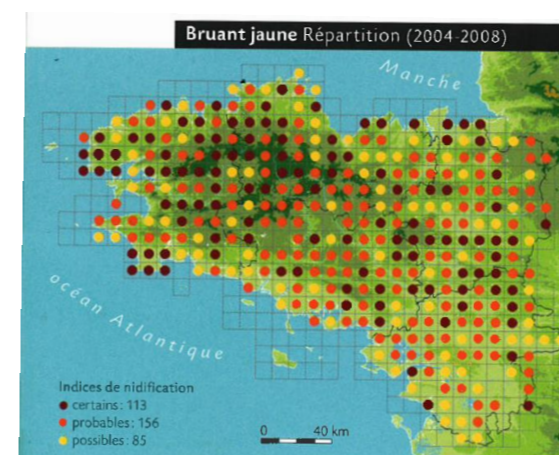 Bruant jaune Répartition (2004-2008)
Manche
océan Atlantique
Indices de nidification
certains: 113
probables: 156
possibles: 85
0 40 km